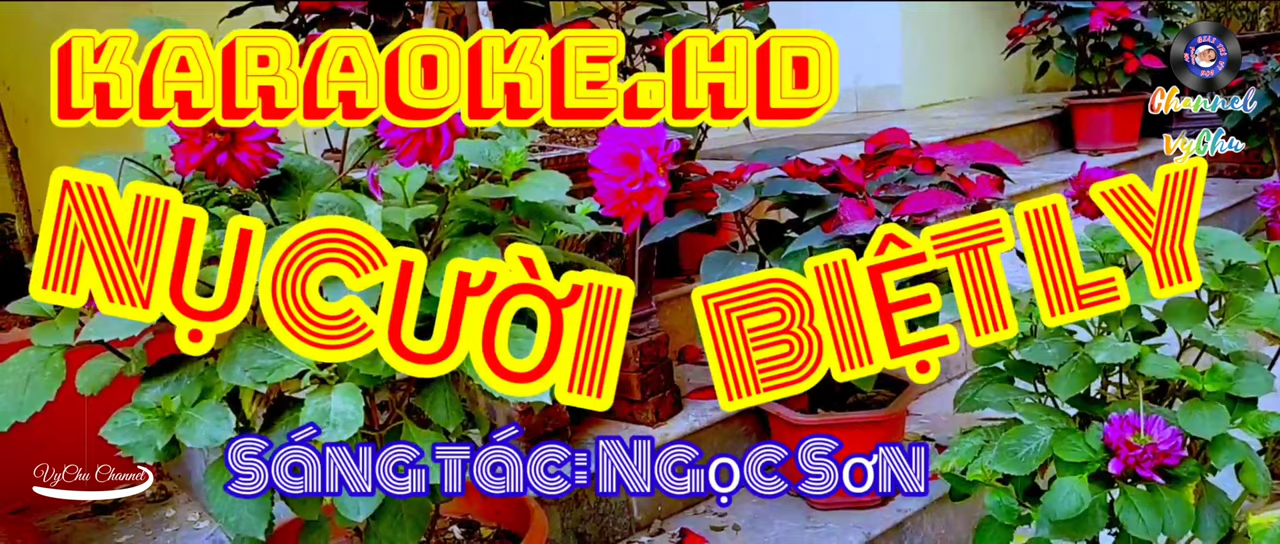 KARAOKE.HD
NỤ CƯỜI BIỆT LY
SÁNG TÁC: NGỌC SƠN
Channel
VyChu
VyChu Channel